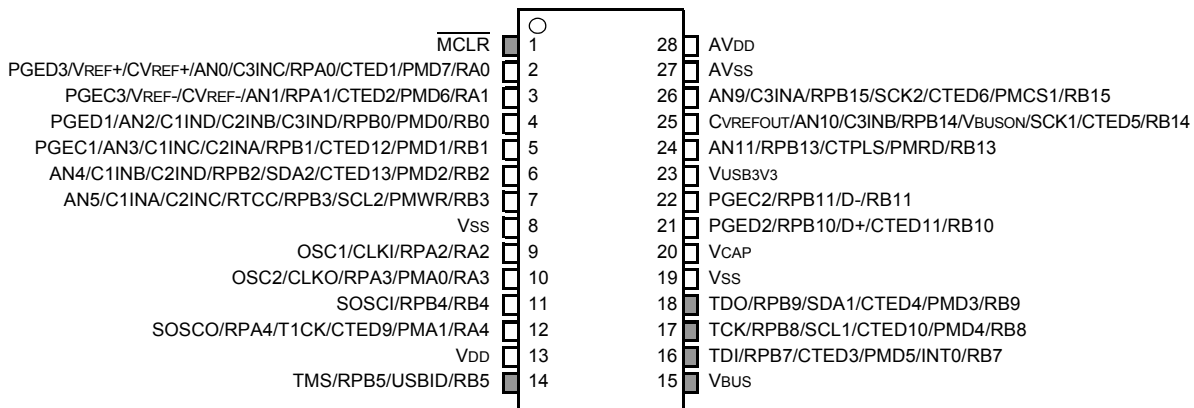 MCLR 1 28 AVDD
PGED3/VREF+/CVREF+/AN0/C3INC/RPA0/CTED1/PMD7/RA0 2 27 AVSS
PGEC3/VREF-/CVREF-/AN1/RPA1/CTED2/PMD6/RA1 3 26 AN9/C3INA/RPB15/SCK2/CTED6/PMCS1/RB15
PGED1/AN2/C1IND/C2INB/C3IND/RPB0/PMD0/RB0 4 25 CVREFOUT/AN10/C3INB/RPB14/VBUSON/SCK1/CTED5/RB14
PGEC1/AN3/C1INC/C2INA/RPB1/CTED12/PMD1/RB1 5 24 AN11/RPB13/CTPLS/PMRD/RB13
AN4/C1INB/C2IND/RPB2/SDA2/CTED13/PMD2/RB2 6 23 VUSB3V3
AN5/C1INA/C2INC/RTCC/RPB3/SCL2/PMWR/RB3 7 22 PGEC2/RPB11/D-/RB11
VSS 8 21 PGED2/RPB10/D+/CTED11/RB10
OSC1/CLKI/RPA2/RA2 9 20 VCAP
OSC2/CLKO/RPA3/PMA0/RA3 10 19 VSS
SOSCI/RPB4/RB4 11 18 TDO/RPB9/SDA1/CTED4/PMD3/RB9
SOSCO/RPA4/T1CK/CTED9/PMA1/RA4 12 17 TCK/RPB8/SCL1/CTED10/PMD4/RB8
VDD 13 16 TDI/RPB7/CTED3/PMD5/INT0/RB7
TMS/RPB5/USBID/RB5 14 15 VBUS